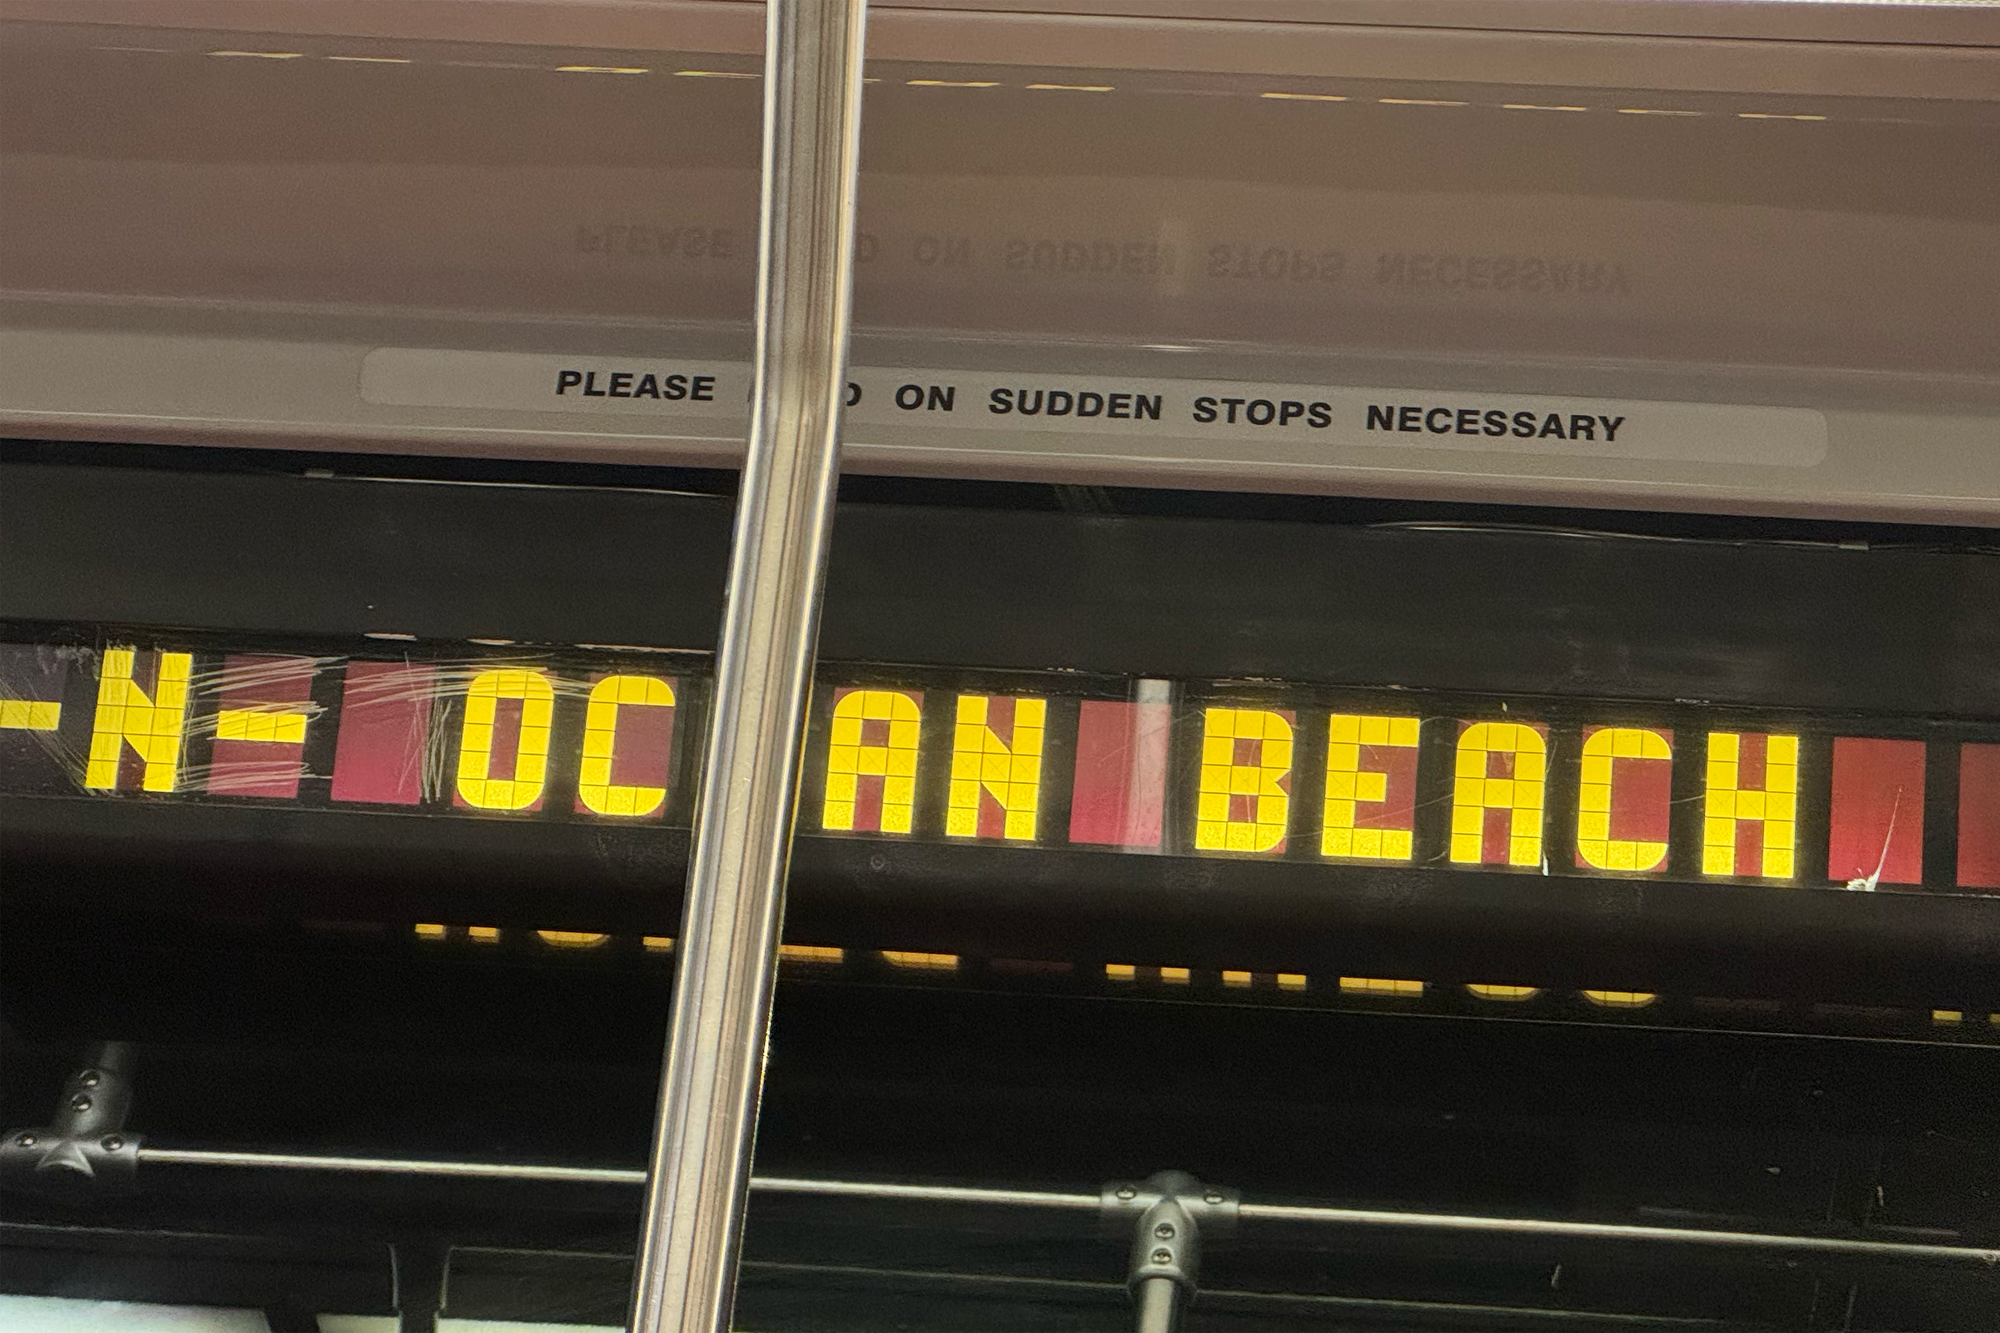 PLEASE ON SUDDEN STOPS NECESSARY
-N- OC AN BEACH